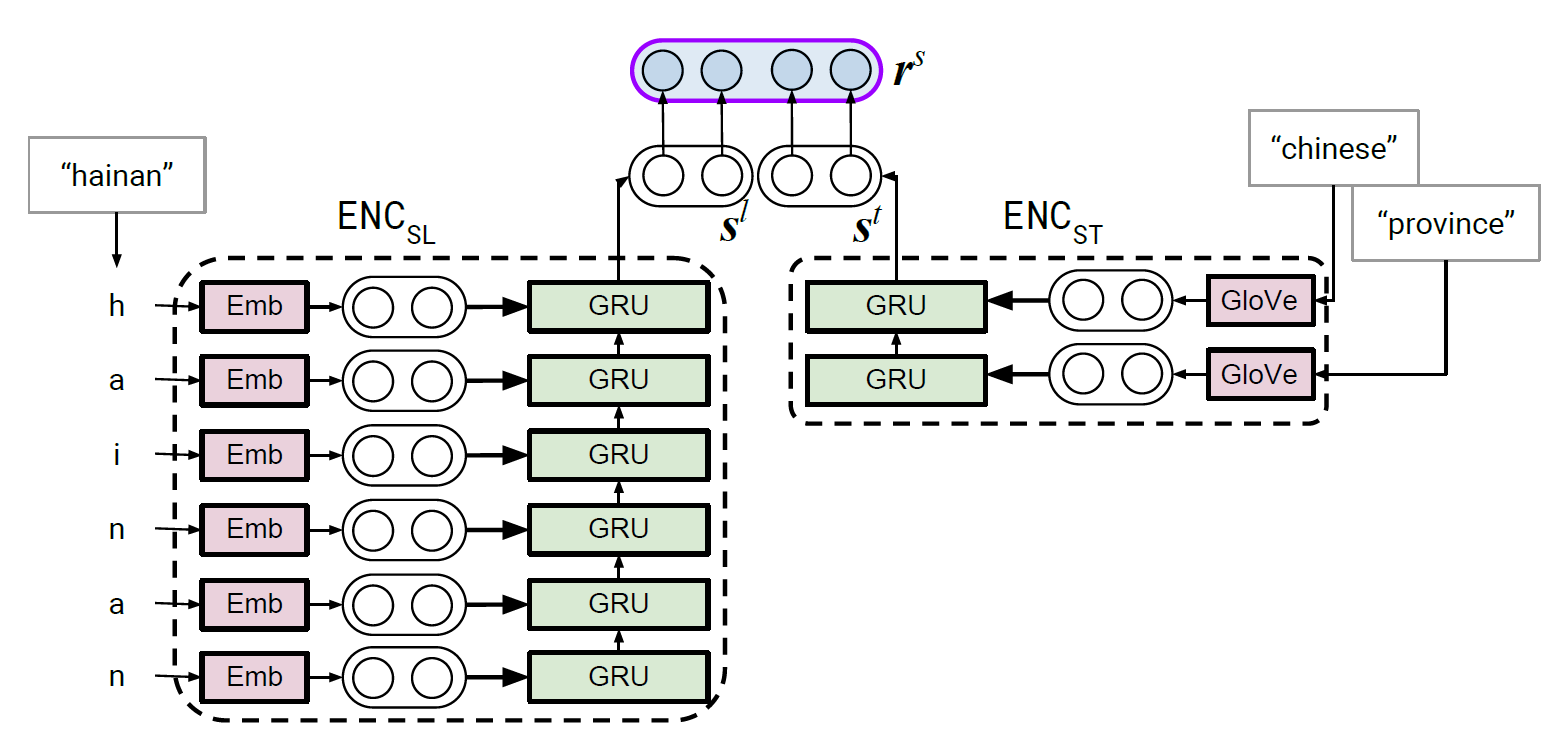 r^s
“hainan”
“chinese”
“province”
ENC_SL
s^l
s^t
ENC_ST
h Emb GRU GRU GloVe
a Emb GRU GRU GloVe
i Emb GRU
n Emb GRU
a Emb GRU
n Emb GRU